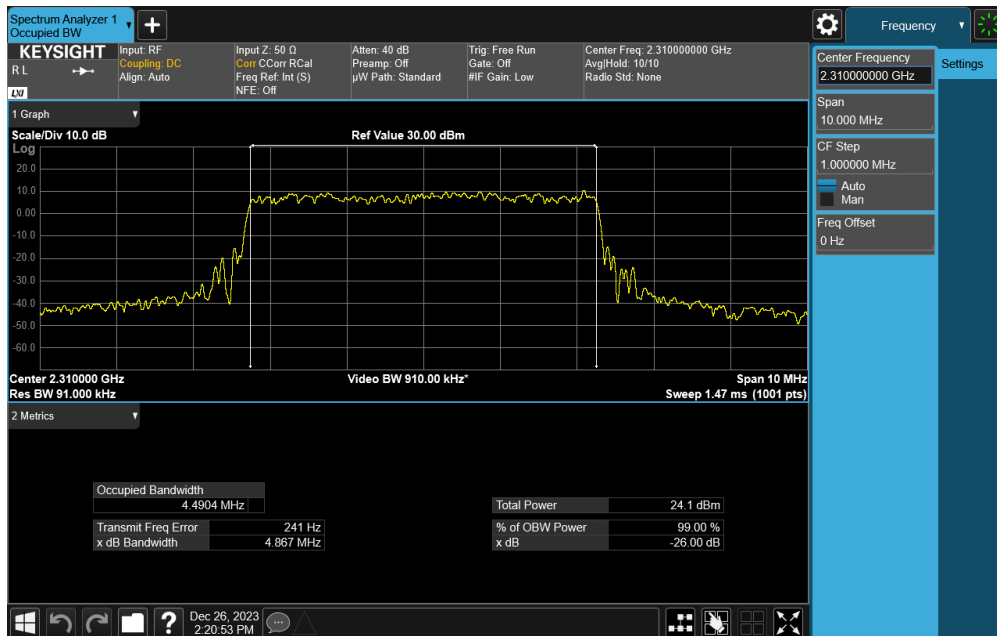 Spectrum Analyzer 1
Occupied BW
+
Frequency
KEYSIGHT
R L
LXI
Input: RF
Coupling: DC
Align: Auto
Input Z: 50 Ω
Corr CCorr RCal
Freq Ref: Int (S)
NFE: Off
Atten: 40 dB
Preamp: Off
µW Path: Standard
Trig: Free Run
Gate: Off
#IF Gain: Low
Center Freq: 2.310000000 GHz
Avg|Hold: 10/10
Radio Std: None
Center Frequency
2.310000000 GHz
Settings
Span
10.000 MHz
CF Step
1.000000 MHz
Auto
Man
Freq Offset
0 Hz
1 Graph
Scale/Div 10.0 dB
Ref Value 30.00 dBm
Log
20.0
10.0
0.00
-10.0
-20.0
-30.0
-40.0
-50.0
-60.0
Center 2.310000 GHz
Video BW 910.00 kHz*
Span 10 MHz
Res BW 91.000 kHz
Sweep 1.47 ms (1001 pts)
2 Metrics
Occupied Bandwidth
4.4904 MHz
Total Power 24.1 dBm
Transmit Freq Error 241 Hz
% of OBW Power 99.00 %
x dB Bandwidth 4.867 MHz
x dB -26.00 dB
?
Dec 26, 2023
2:20:53 PM